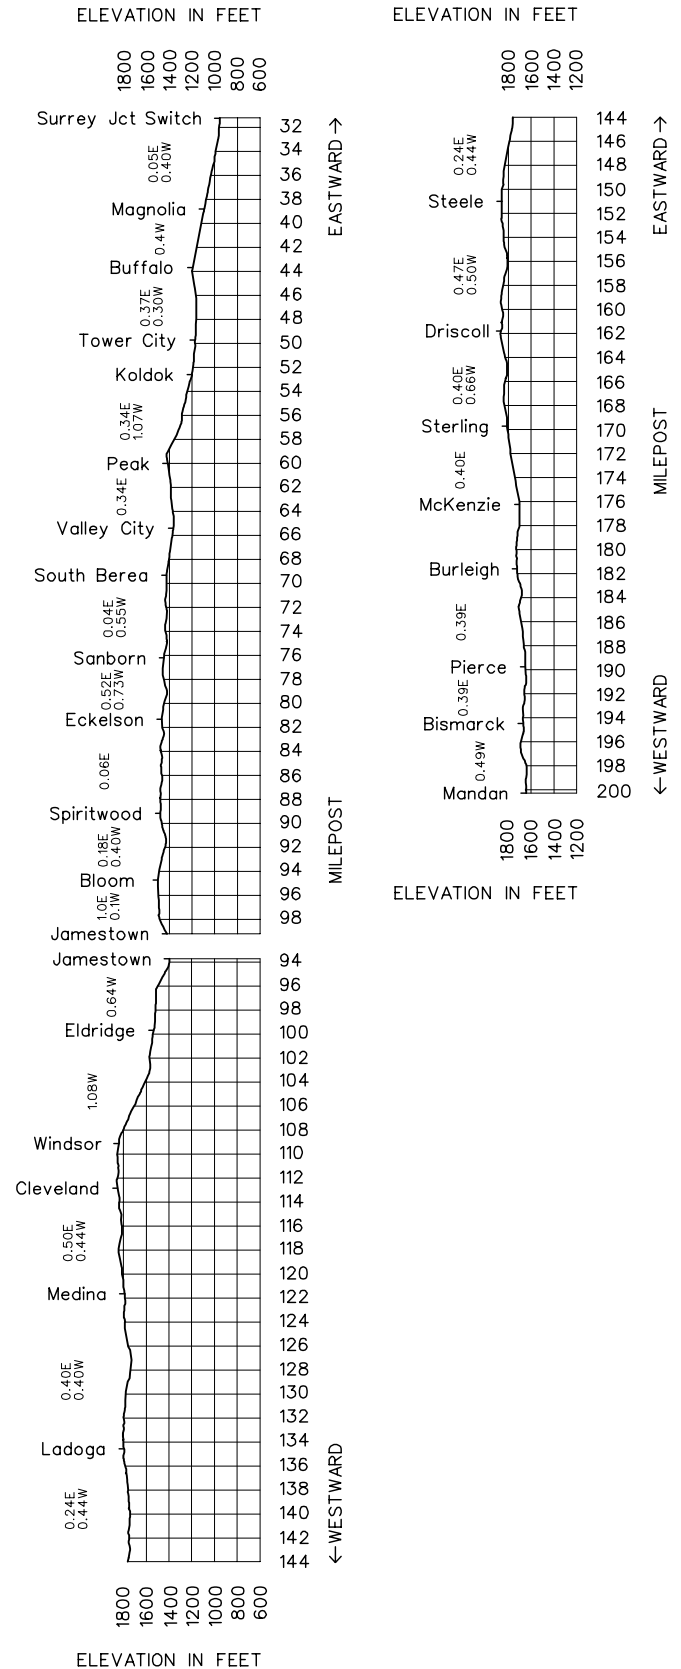 ELEVATION IN FEET
1800 1600 1400 1200 1000 800 600
Surrey Jct Switch
32
EASTWARD →
34
0.05E
0.40W
36
38
Magnolia
40
0.4W
42
Buffalo
44
46
0.37E
0.30W
48
Tower City
50
52
Koldok
54
56
0.34E
1.07W
58
Peak
60
62
0.34E
64
Valley City
66
68
South Berea
70
72
0.04E
0.55W
74
Sanborn
76
78
0.52E
0.73W
80
Eckelson
82
84
0.06E
86
88
Spiritwood
90
MILEPOST
92
0.18E
0.40W
94
Bloom
96
1.0E
0.1W
98
Jamestown
Jamestown
94
96
0.64W
98
Eldridge
100
102
104
1.08W
106
108
Windsor
110
112
Cleveland
114
116
0.50E
0.44W
118
120
Medina
122
124
126
128
0.40E
0.40W
130
132
134
Ladoga
136
138
0.24E
0.44W
140
142
144
← WESTWARD
1800 1600 1400 1200 1000 800 600
ELEVATION IN FEET
ELEVATION IN FEET
1800 1600 1400 1200
144
EASTWARD →
146
0.24E
0.44W
148
150
Steele
152
154
156
0.47E
0.50W
158
160
Driscoll
162
164
0.40E
0.66W
166
168
Sterling
170
MILEPOST
172
0.40E
174
McKenzie
176
178
180
Burleigh
182
184
0.39E
186
188
Pierce
190
0.39E
192
Bismarck
194
← WESTWARD
196
0.49W
198
Mandan
200
1800 1600 1400 1200
ELEVATION IN FEET